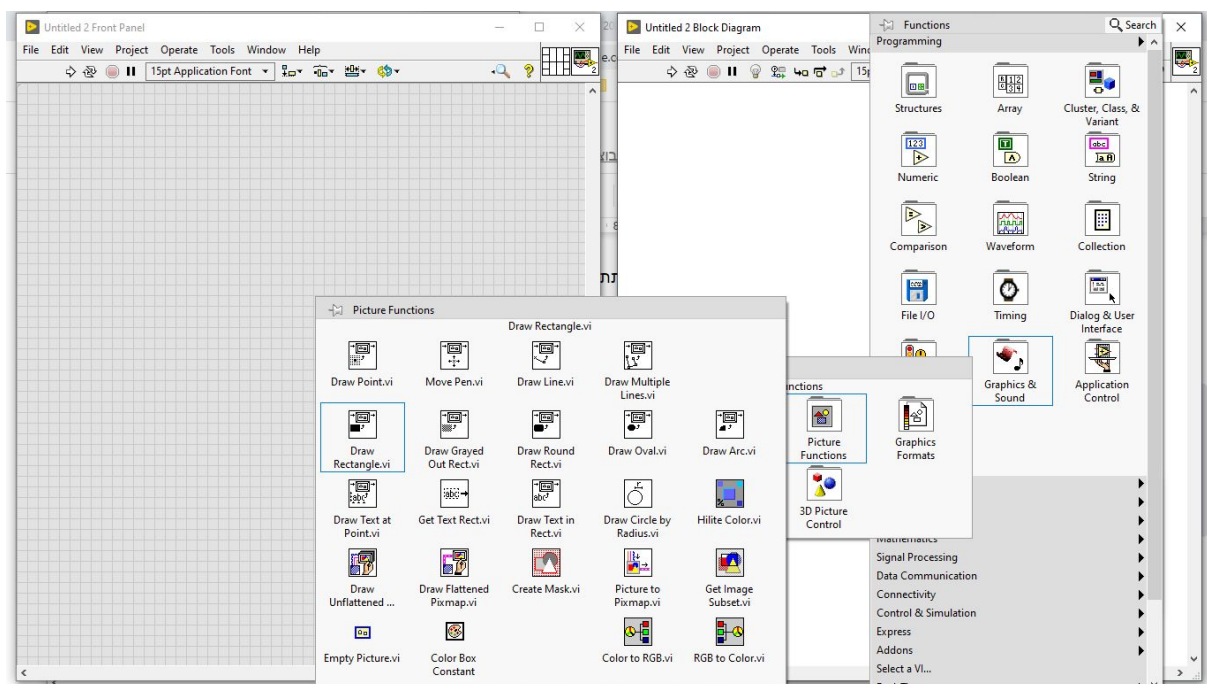 Untitled 2 Front Panel
File Edit View Project Operate Tools Window Help
15pt Application Font
Untitled 2 Block Diagram
File Edit View Project Operate Tools
Functions
Search
Programming
Structures
Array
Cluster, Class, &
Variant
Numeric
Boolean
String
Comparison
Waveform
Collection
File I/O
Timing
Dialog & User
Interface
Graphics &
Sound
Application
Control
Picture
Functions
Graphics
Formats
3D Picture
Control
Mathematics
Signal Processing
Data Communication
Connectivity
Control & Simulation
Express
Addons
Select a VI...
Picture Functions
Draw Rectangle.vi
Draw Point.vi
Move Pen.vi
Draw Line.vi
Draw Multiple
Lines.vi
Draw
Rectangle.vi
Draw Grayed
Out Rect.vi
Draw Round
Rect.vi
Draw Oval.vi
Draw Arc.vi
Draw Text at
Point.vi
Get Text Rect.vi
Draw Text in
Rect.vi
Draw Circle by
Radius.vi
Hilite Color.vi
Draw
Unflattened ...
Draw Flattened
Pixmap.vi
Create Mask.vi
Picture to
Pixmap.vi
Get Image
Subset.vi
Empty Picture.vi
Color Box
Constant
Color to RGB.vi
RGB to Color.vi